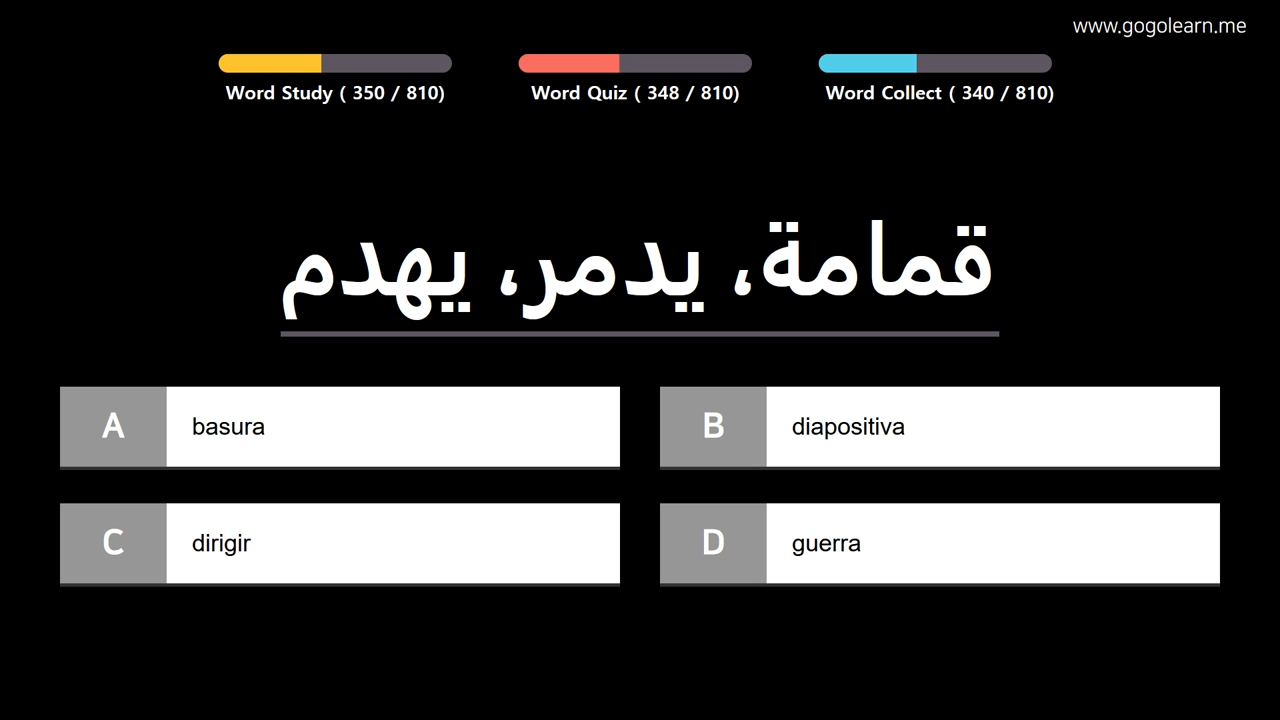 www.gogolearn.me
Word Study ( 350 / 810)
Word Quiz ( 348 / 810)
Word Collect ( 340 / 810)
قمامة، يدمر، يهدم
A basura
B diapositiva
C dirigir
D guerra